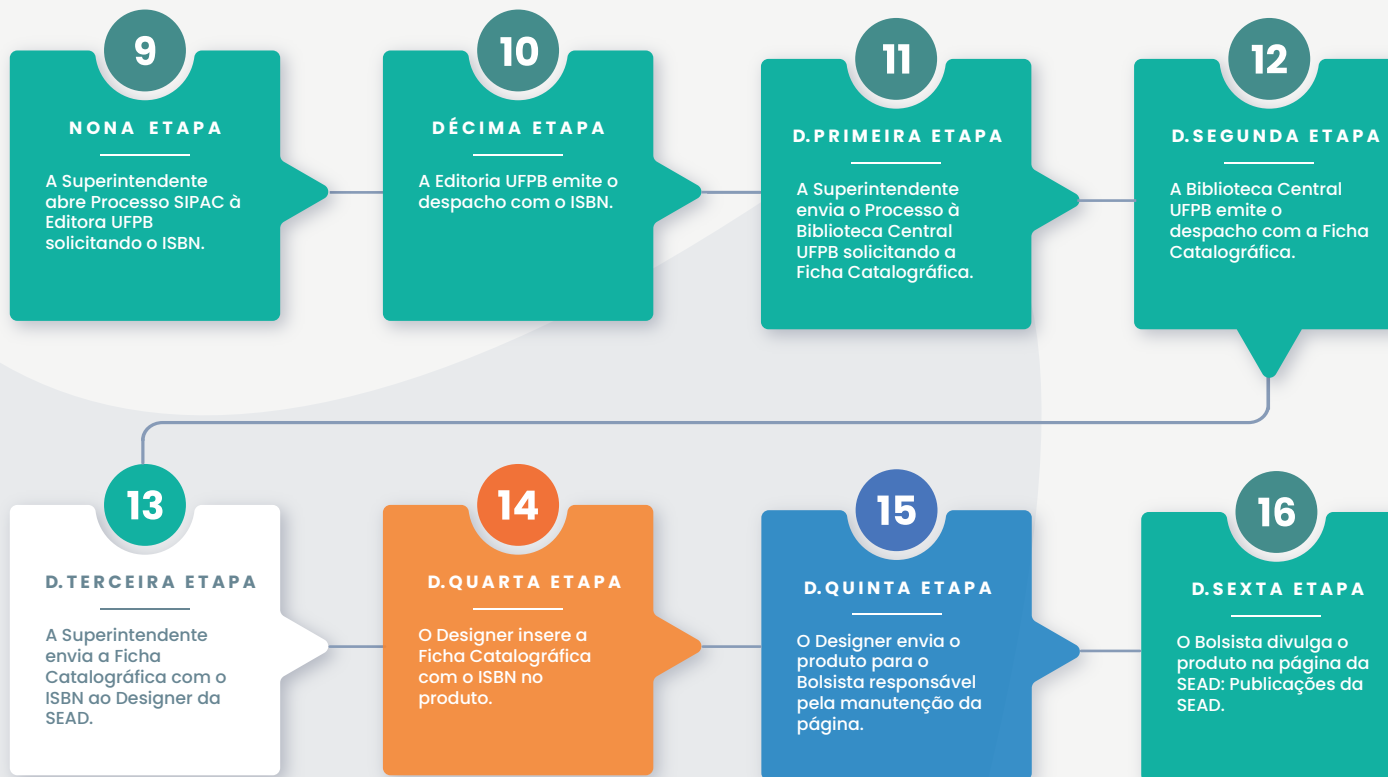 9
NONA ETAPA
A Superintendente
abre Processo SIPAC à
Editora UFPB
solicitando o ISBN.
10
DÉCIMA ETAPA
A Editoria UFPB emite o
despacho com o ISBN.
11
D.PRIMEIRA ETAPA
A Superintendente
envia o Processo à
Biblioteca Central
UFPB solicitando a
Ficha Catalográfica.
12
D.SEGUNDA ETAPA
A Biblioteca Central
UFPB emite o
despacho com a Ficha
Catalográfica.
13
D.TERCEIRA ETAPA
A Superintendente
envia a Ficha
Catalográfica com o
ISBN ao Designer da
SEAD.
14
D.QUARTA ETAPA
O Designer insere a
Ficha Catalográfica
com o ISBN no
produto.
15
D.QUINTA ETAPA
O Designer envia o
produto para o
Bolsista responsável
pela manutenção da
página.
16
D.SEXTA ETAPA
O Bolsista divulga o
produto na página da
SEAD: Publicações da
SEAD.